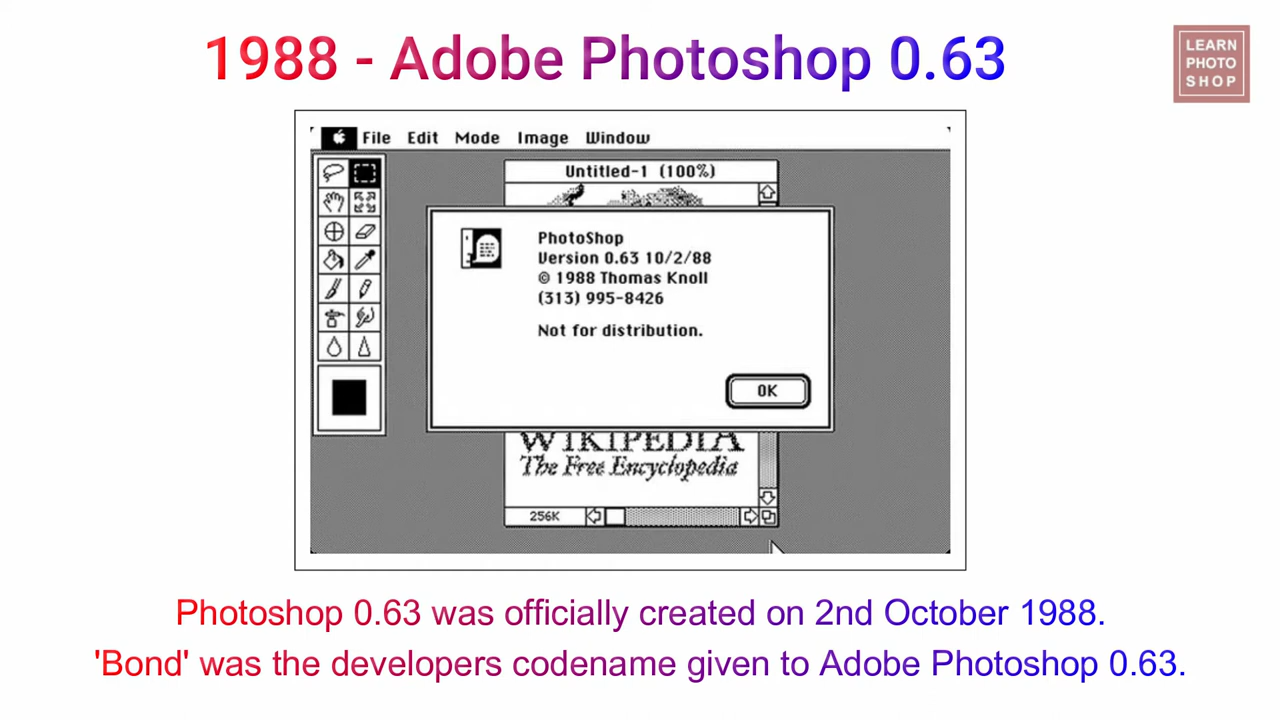 1988 - Adobe Photoshop 0.63
LEARN
PHOTO
SHOP
File Edit Mode Image Window
Untitled-1 (100%)
PhotoShop
Version 0.63 10/2/88
© 1988 Thomas Knoll
(313) 995-8426
Not for distribution.
OK
WIKIPEDIA
The Free Encyclopedia
256K
Photoshop 0.63 was officially created on 2nd October 1988.
'Bond' was the developers codename given to Adobe Photoshop 0.63.